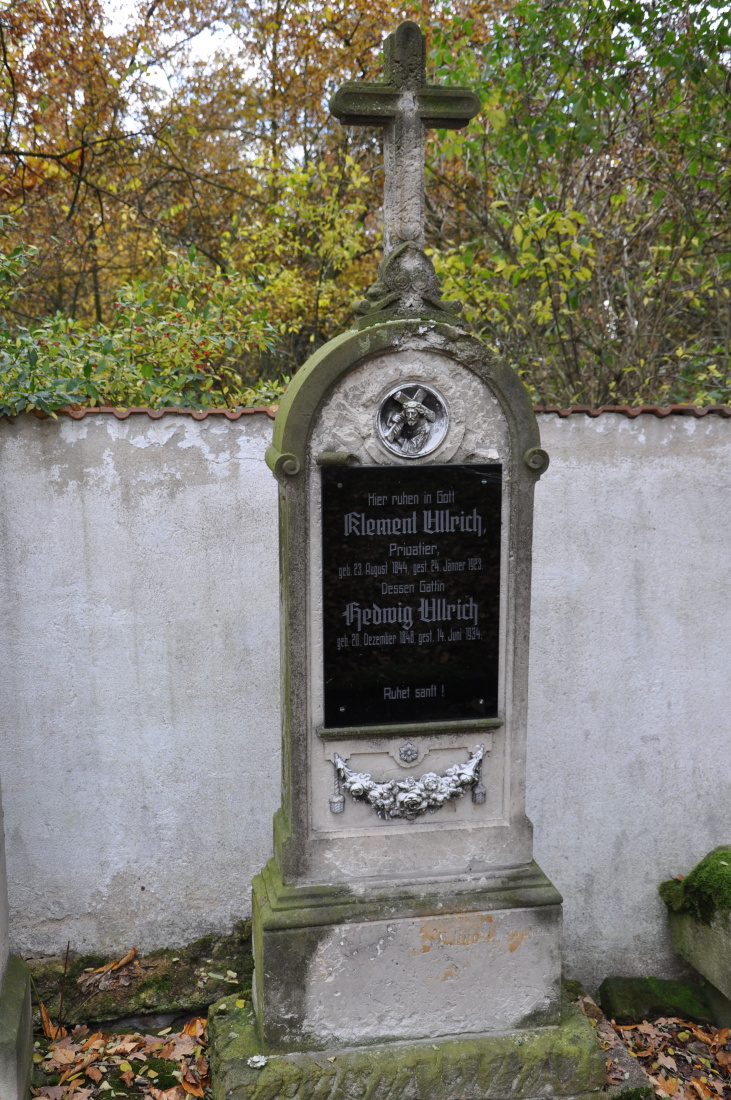 Hier ruhen in Gott
Klement Ullrich,
Privatier,
geb. 23. August 1844, gest. 24. Jänner 1923.
Dessen Gattin
Hedwig Ullrich
geb. 20. Dezember 1848, gest. 14. Juni 1934.
Ruhet sanft !